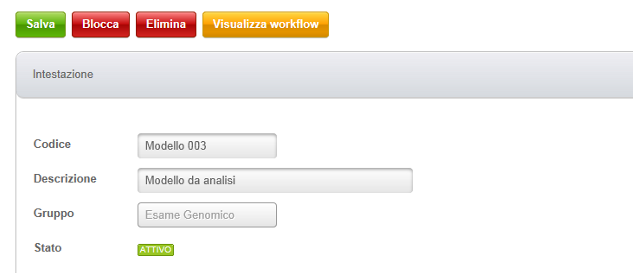 Salva Blocca Elimina Visualizza workflow
Intestazione
Codice Modello 003
Descrizione Modello da analisi
Gruppo Esame Genomico
Stato ATTIVO